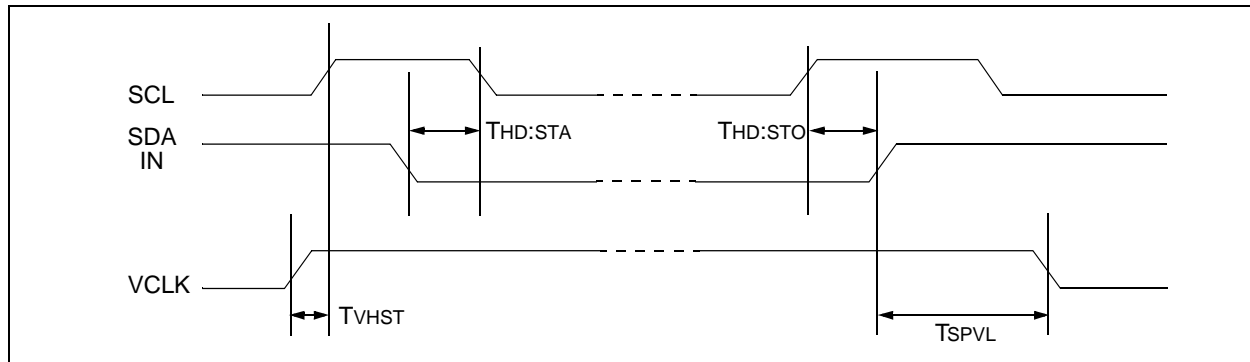 SCL
THD:STA
THD:STO
SDA
IN
VCLK
TVHST
TSPVL